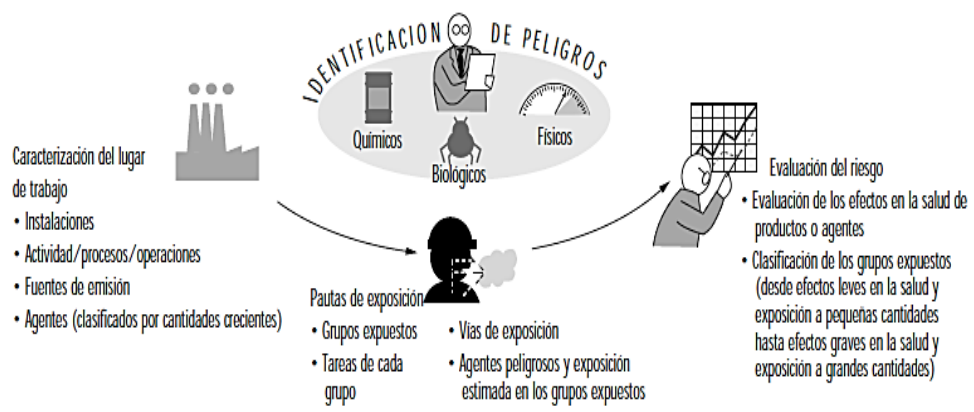 IDENTIFICACION DE PELIGROS
Químicos
Biológicos
Físicos
Caracterización del lugar
de trabajo
• Instalaciones
• Actividad/procesos/operaciones
• Fuentes de emisión
• Agentes (clasificados por cantidades crecientes)
Pautas de exposición
• Grupos expuestos
• Tareas de cada
grupo
• Vías de exposición
• Agentes peligrosos y exposición
estimada en los grupos expuestos
Evaluación del riesgo
• Evaluación de los efectos en la salud de
productos o agentes
• Clasificación de los grupos expuestos
(desde efectos leves en la salud y
exposición a pequeñas cantidades
hasta efectos graves en la salud y
exposición a grandes cantidades)